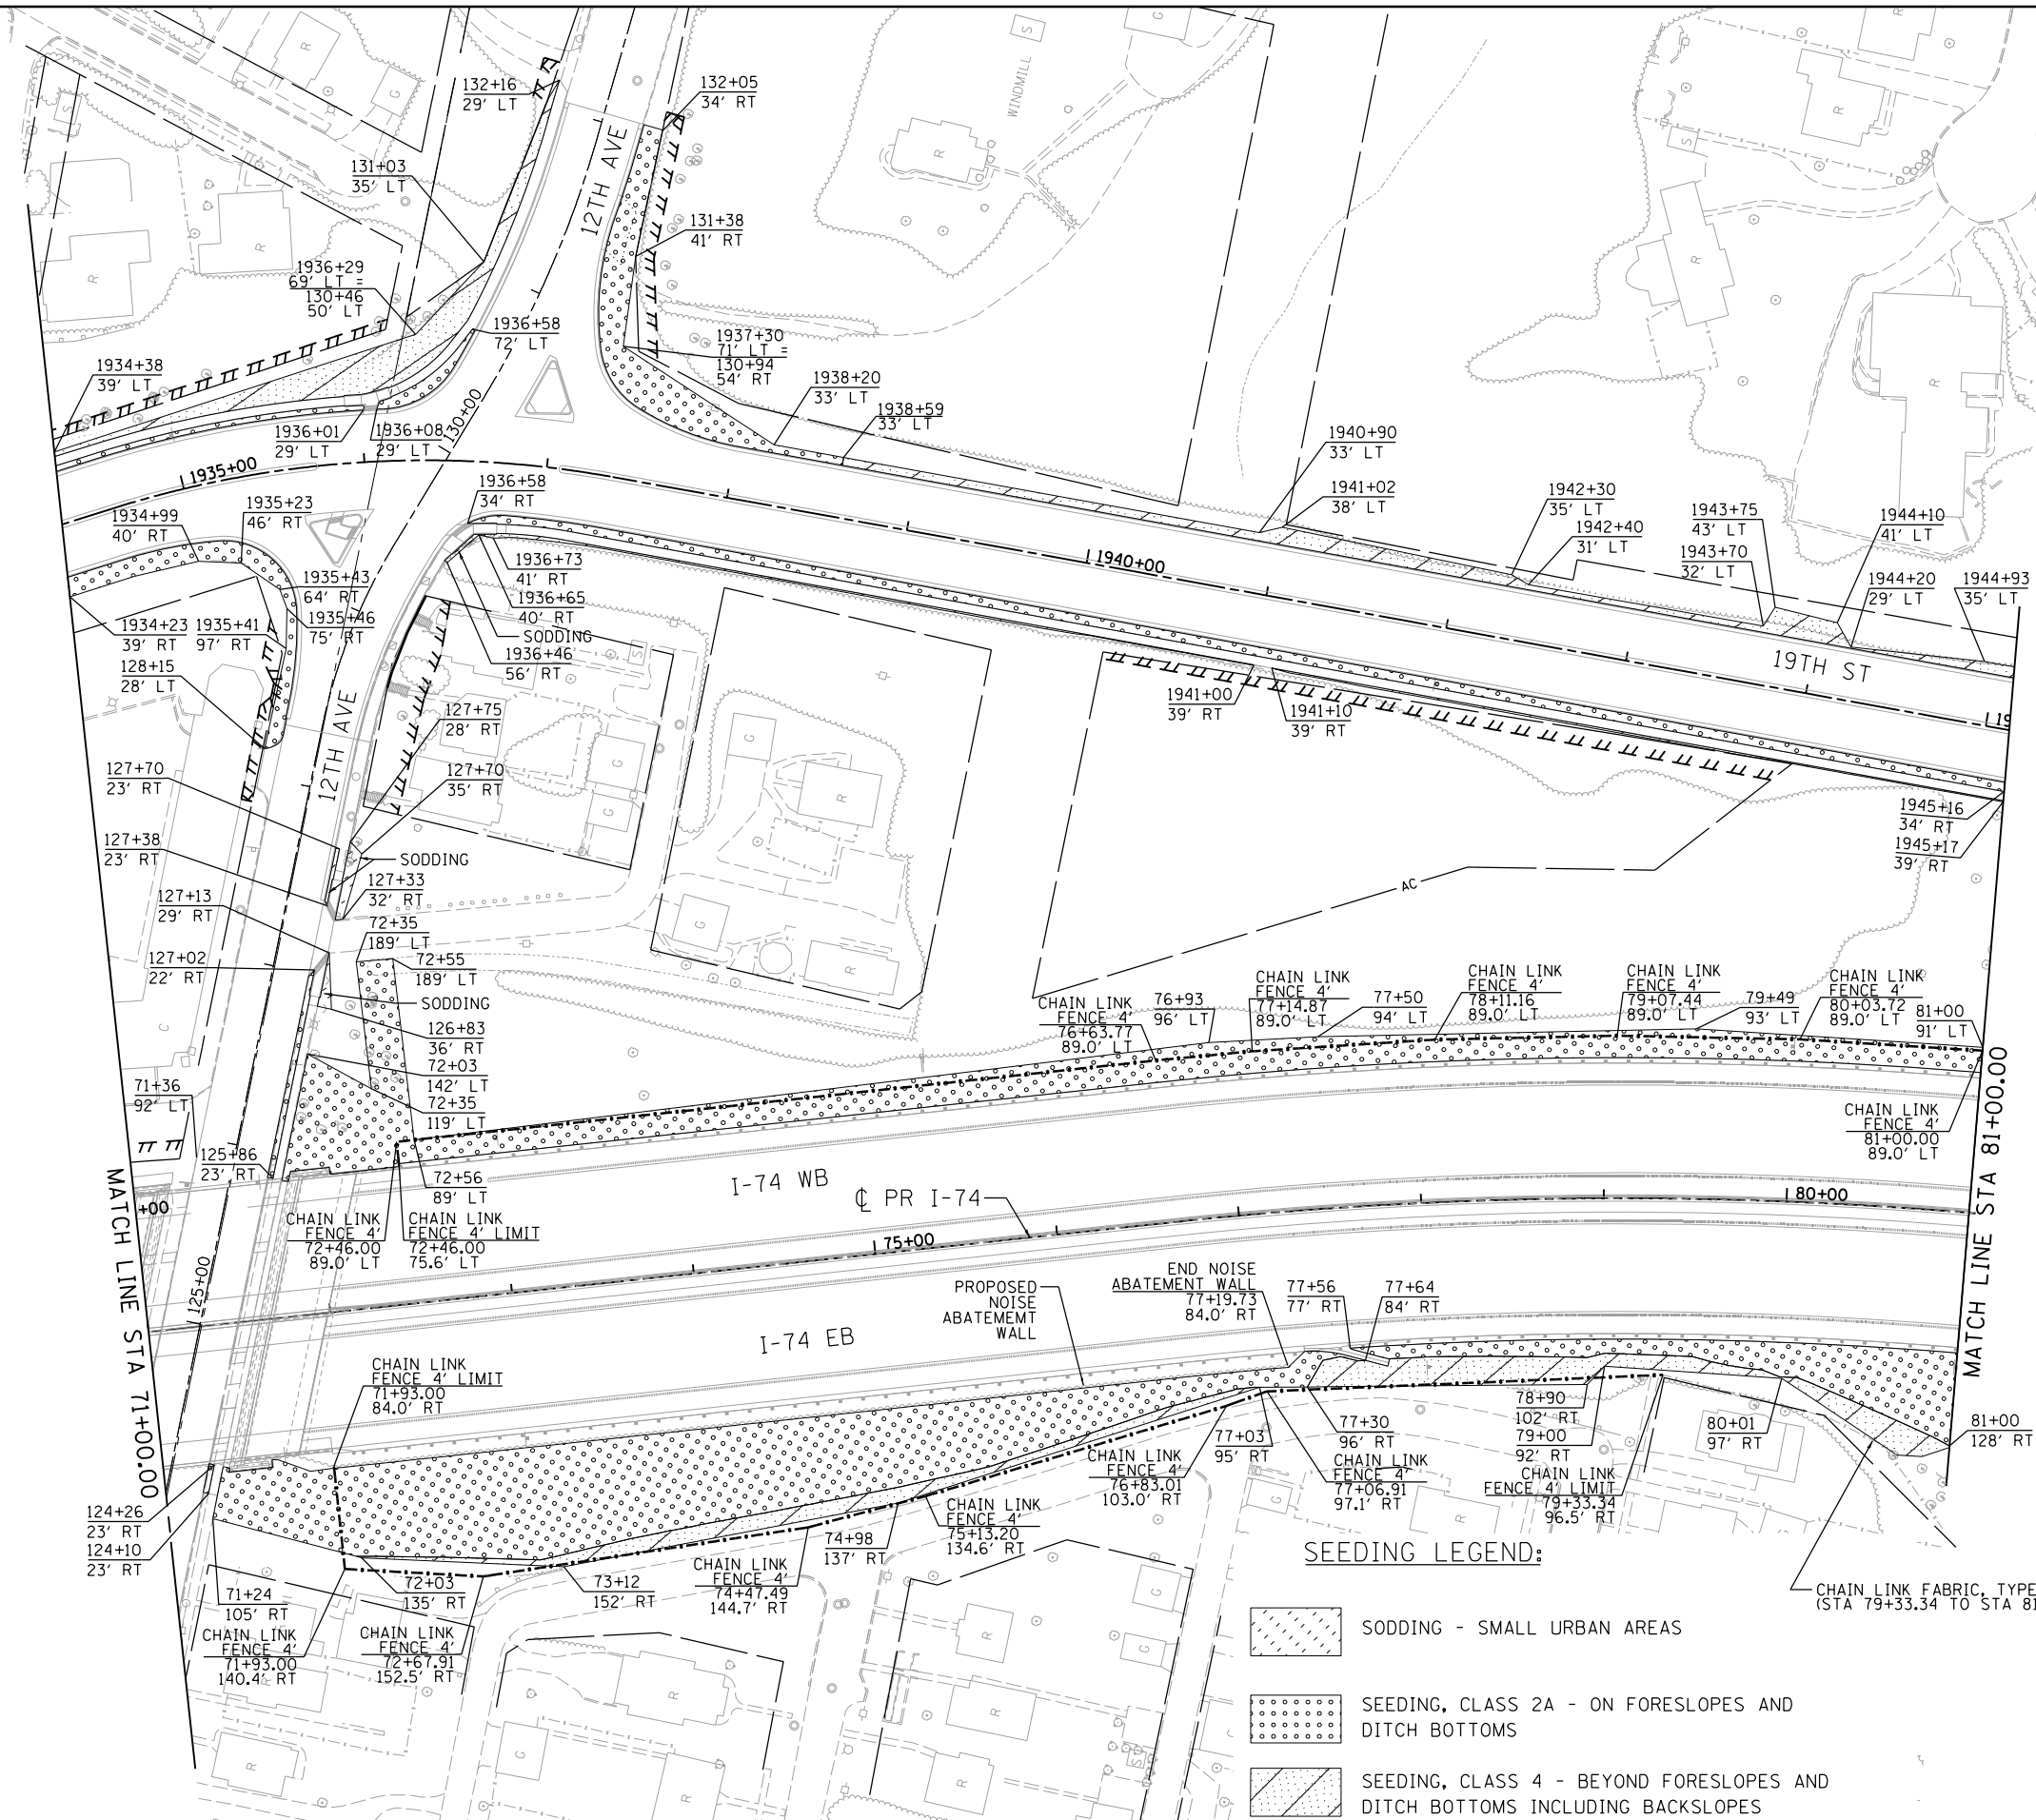 132+16
29' LT
132+05
34' RT
12TH AVE
WINDMILL
S
G
R
131+03
35' LT
131+38
41' RT
1936+29
69' LT =
130+46
50' LT
1936+58
72' LT
1937+30
71' LT =
130+94
54' RT
1934+38
39' LT
1938+20
33' LT
1938+59
33' LT
1936+01
29' LT
1936+08
29' LT
130+00
1940+90
33' LT
1935+00
1936+58
34' RT
1941+02
38' LT
1942+30
35' LT
1942+40
31' LT
1943+75
43' LT
1943+70
32' LT
1944+10
41' LT
1944+20
29' LT
1944+93
35' LT
1935+23
46' RT
1934+99
40' RT
1940+00
1936+73
41' RT
1936+65
40' RT
SODDING
1936+46
56' RT
1935+43
64' RT
1935+46
75' RT
1934+23
39' RT
1935+41
97' RT
128+15
28' LT
19TH ST
19
1941+00
39' RT
1941+10
39' RT
12TH AVE
127+75
28' RT
127+70
35' RT
127+70
23' RT
127+38
23' RT
SODDING
127+33
32' RT
127+13
29' RT
1945+16
34' RT
1945+17
39' RT
AC
72+35
189' LT
72+55
189' LT
127+02
22' RT
SODDING
126+83
36' RT
72+03
142' LT
72+35
119' LT
C
CHAIN LINK
FENCE 4'
76+63.77
89.0' LT
76+93
96' LT
CHAIN LINK
FENCE 4'
77+14.87
89.0' LT
77+50
94' LT
CHAIN LINK
FENCE 4'
78+11.16
89.0' LT
CHAIN LINK
FENCE 4'
79+07.44
89.0' LT
79+49
93' LT
CHAIN LINK
FENCE 4'
80+03.72
89.0' LT
81+00
91' LT
71+36
92' LT
125+86
23' RT
72+56
89' LT
CHAIN LINK
FENCE 4'
81+00.00
89.0' LT
MATCH LINE STA 81+00.00
MATCH LINE STA 71+00.00
+00
I-74 WB
℄ PR I-74
80+00
CHAIN LINK
FENCE 4'
72+46.00
89.0' LT
CHAIN LINK
FENCE 4' LIMIT
72+46.00
75.6' LT
75+00
125+00
PROPOSED
NOISE
ABATEMEMT
WALL
END NOISE
ABATEMENT WALL
77+19.73
84.0' RT
77+56
77' RT
77+64
84' RT
I-74 EB
CHAIN LINK
FENCE 4' LIMIT
71+93.00
84.0' RT
124+26
23' RT
124+10
23' RT
71+24
105' RT
72+03
135' RT
73+12
152' RT
CHAIN LINK
FENCE 4'
71+93.00
140.4' RT
CHAIN LINK
FENCE 4'
72+67.91
152.5' RT
CHAIN LINK
FENCE 4'
74+47.49
144.7' RT
74+98
137' RT
CHAIN LINK
FENCE 4'
75+13.20
134.6' RT
CHAIN LINK
FENCE 4'
76+83.01
103.0' RT
77+03
95' RT
77+30
96' RT
CHAIN LINK
FENCE 4'
77+06.91
97.1' RT
78+90
102' RT
79+00
92' RT
CHAIN LINK
FENCE 4' LIMIT
79+33.34
96.5' RT
80+01
97' RT
81+00
128' RT
CHAIN LINK FABRIC, TYPE
(STA 79+33.34 TO STA 81
SEEDING LEGEND:
SODDING - SMALL URBAN AREAS
SEEDING, CLASS 2A - ON FORESLOPES AND
DITCH BOTTOMS
SEEDING, CLASS 4 - BEYOND FORESLOPES AND
DITCH BOTTOMS INCLUDING BACKSLOPES